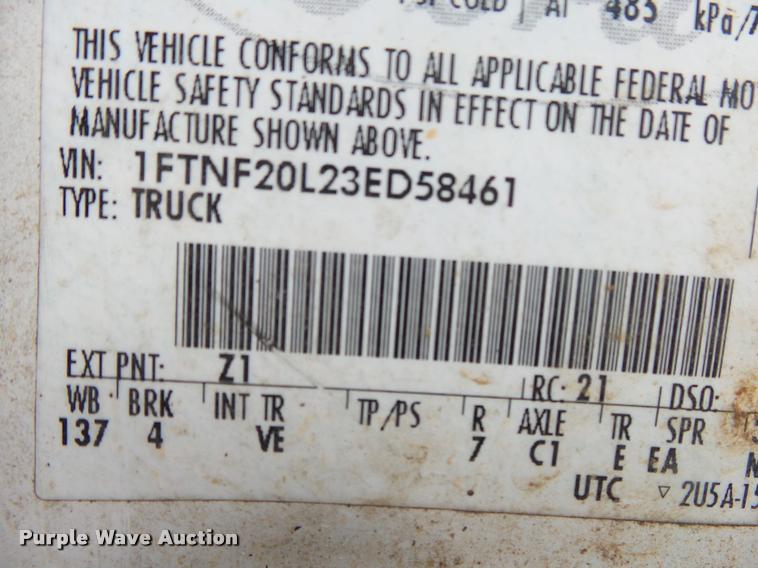 PSI COLD | AT 485 kPa/7
THIS VEHICLE CONFORMS TO ALL APPLICABLE FEDERAL MO
VEHICLE SAFETY STANDARDS IN EFFECT ON THE DATE OF
MANUFACTURE SHOWN ABOVE.
VIN: 1FTNF20L23ED58461
TYPE: TRUCK
EXT PNT: Z1 RC: 21 DSO:
WB BRK INT TR TP/PS R AXLE TR SPR
137 4 VE 7 C1 E EA
UTC ▽ 2U5A-15
Purple Wave Auction